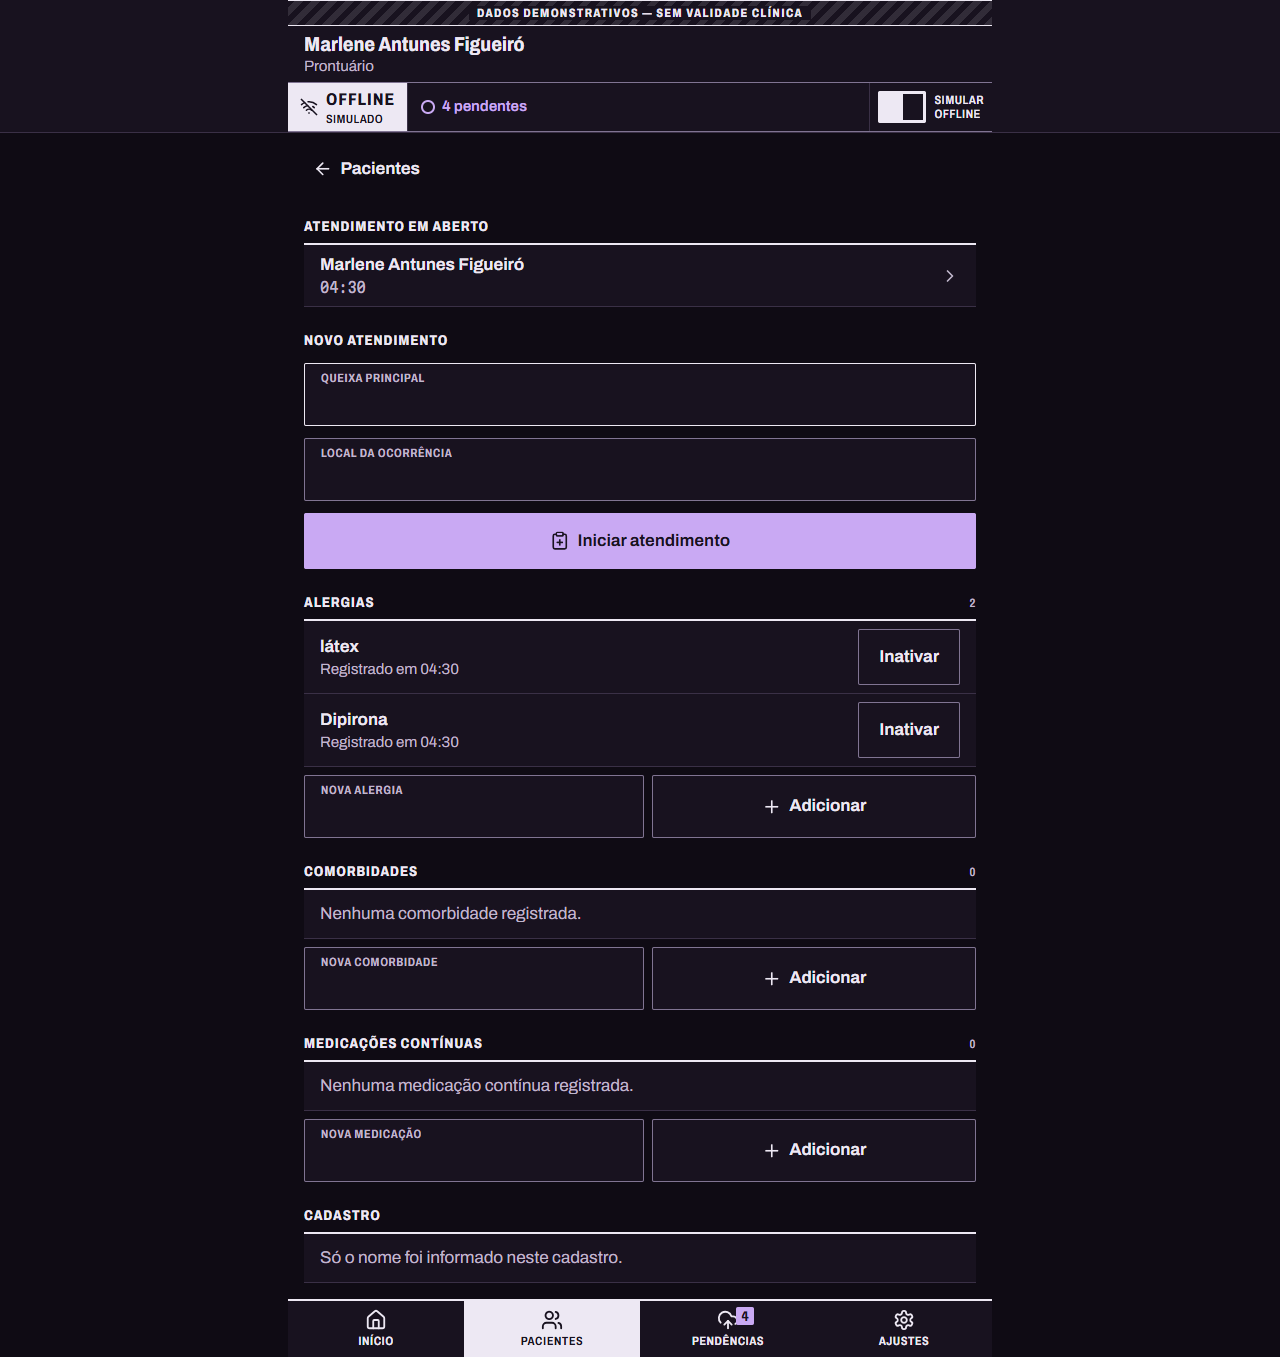 DADOS DEMONSTRATIVOS — SEM VALIDADE CLÍNICA
Marlene Antunes Figueiró
Prontuário
OFFLINE
SIMULADO
4 pendentes
SIMULAR
OFFLINE
Pacientes
ATENDIMENTO EM ABERTO
Marlene Antunes Figueiró
04:30
NOVO ATENDIMENTO
QUEIXA PRINCIPAL
LOCAL DA OCORRÊNCIA
Iniciar atendimento
ALERGIAS 2
látex
Registrado em 04:30
Inativar
Dipirona
Registrado em 04:30
Inativar
NOVA ALERGIA
Adicionar
COMORBIDADES 0
Nenhuma comorbidade registrada.
NOVA COMORBIDADE
Adicionar
MEDICAÇÕES CONTÍNUAS 0
Nenhuma medicação contínua registrada.
NOVA MEDICAÇÃO
Adicionar
CADASTRO
Só o nome foi informado neste cadastro.
INÍCIO
PACIENTES
4
PENDÊNCIAS
AJUSTES